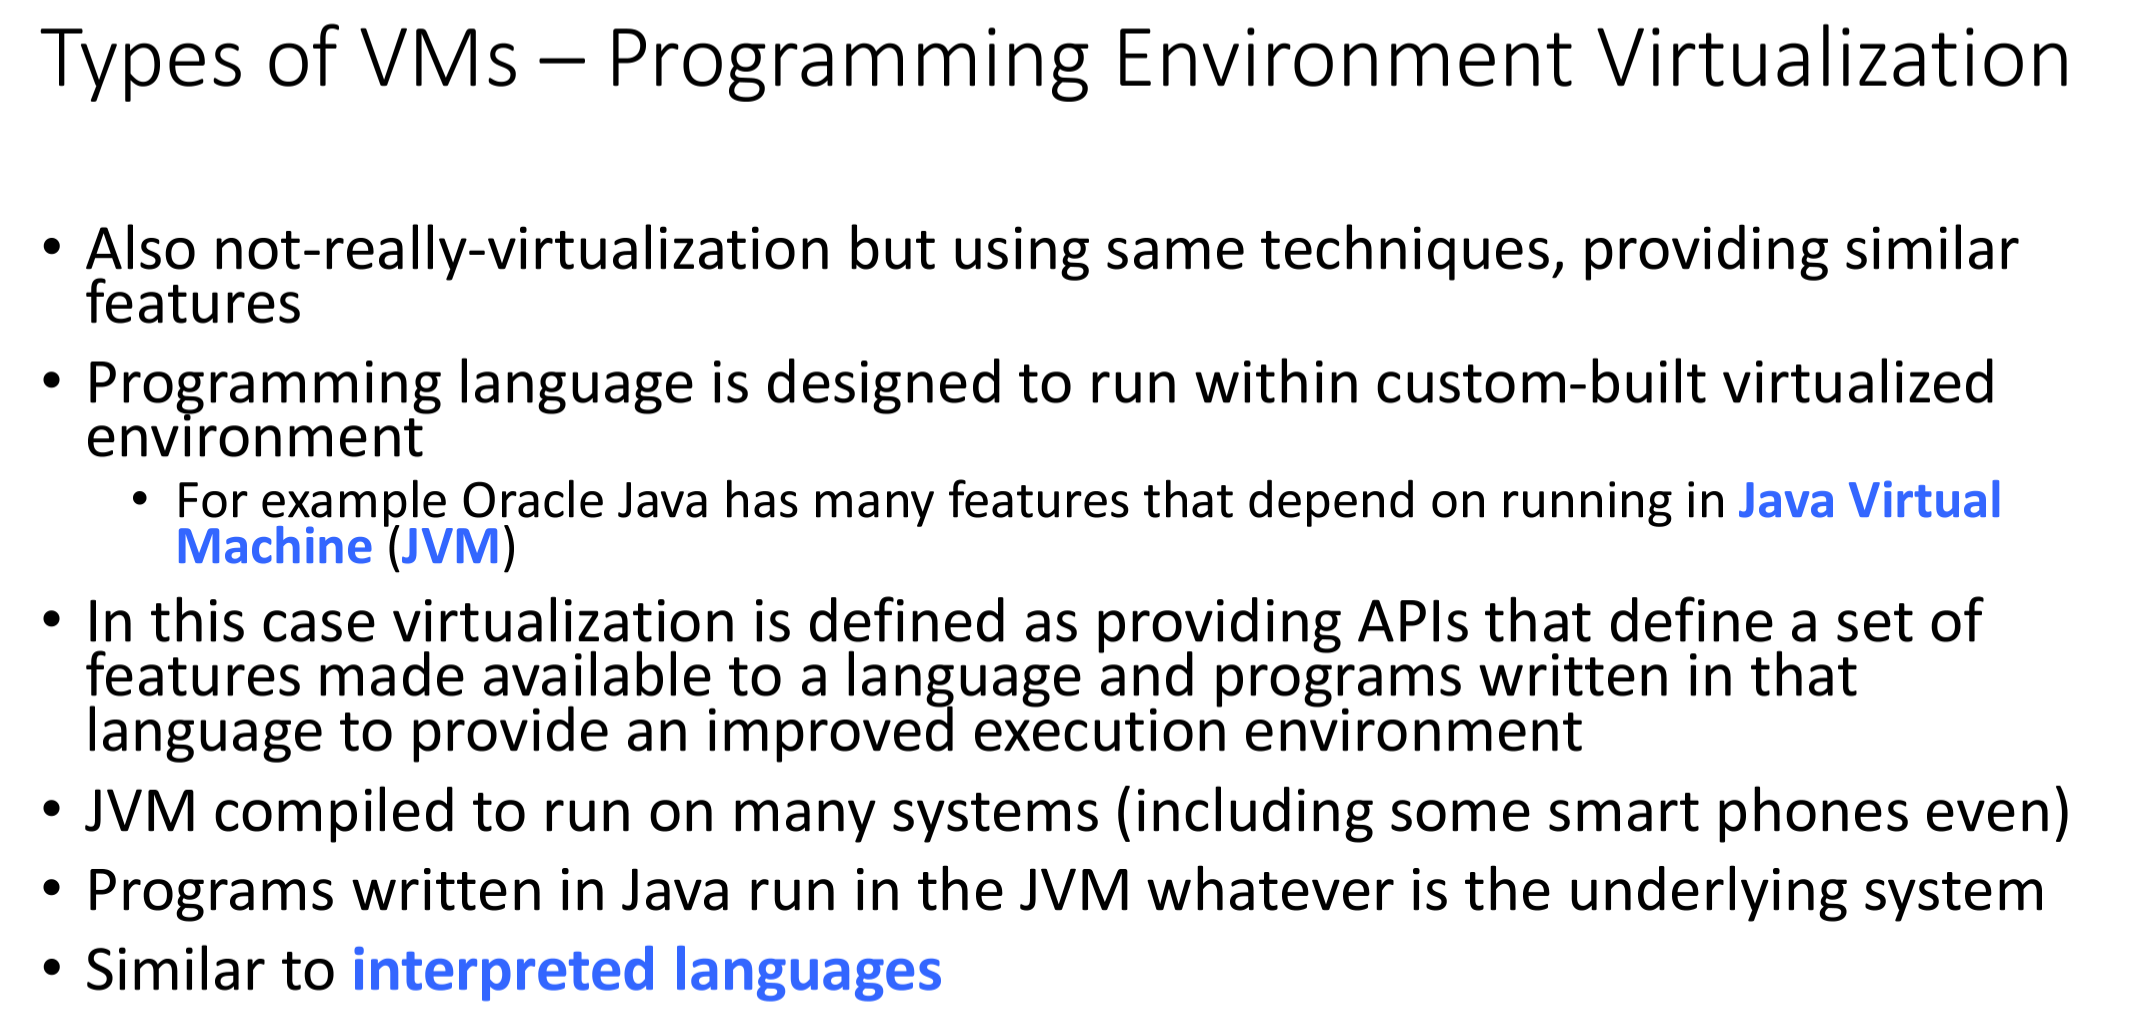 Types of VMs – Programming Environment Virtualization
• Also not-really-virtualization but using same techniques, providing similar
features
• Programming language is designed to run within custom-built virtualized
environment
• For example Oracle Java has many features that depend on running in Java Virtual
Machine (JVM)
• In this case virtualization is defined as providing APIs that define a set of
features made available to a language and programs written in that
language to provide an improved execution environment
• JVM compiled to run on many systems (including some smart phones even)
• Programs written in Java run in the JVM whatever is the underlying system
• Similar to interpreted languages